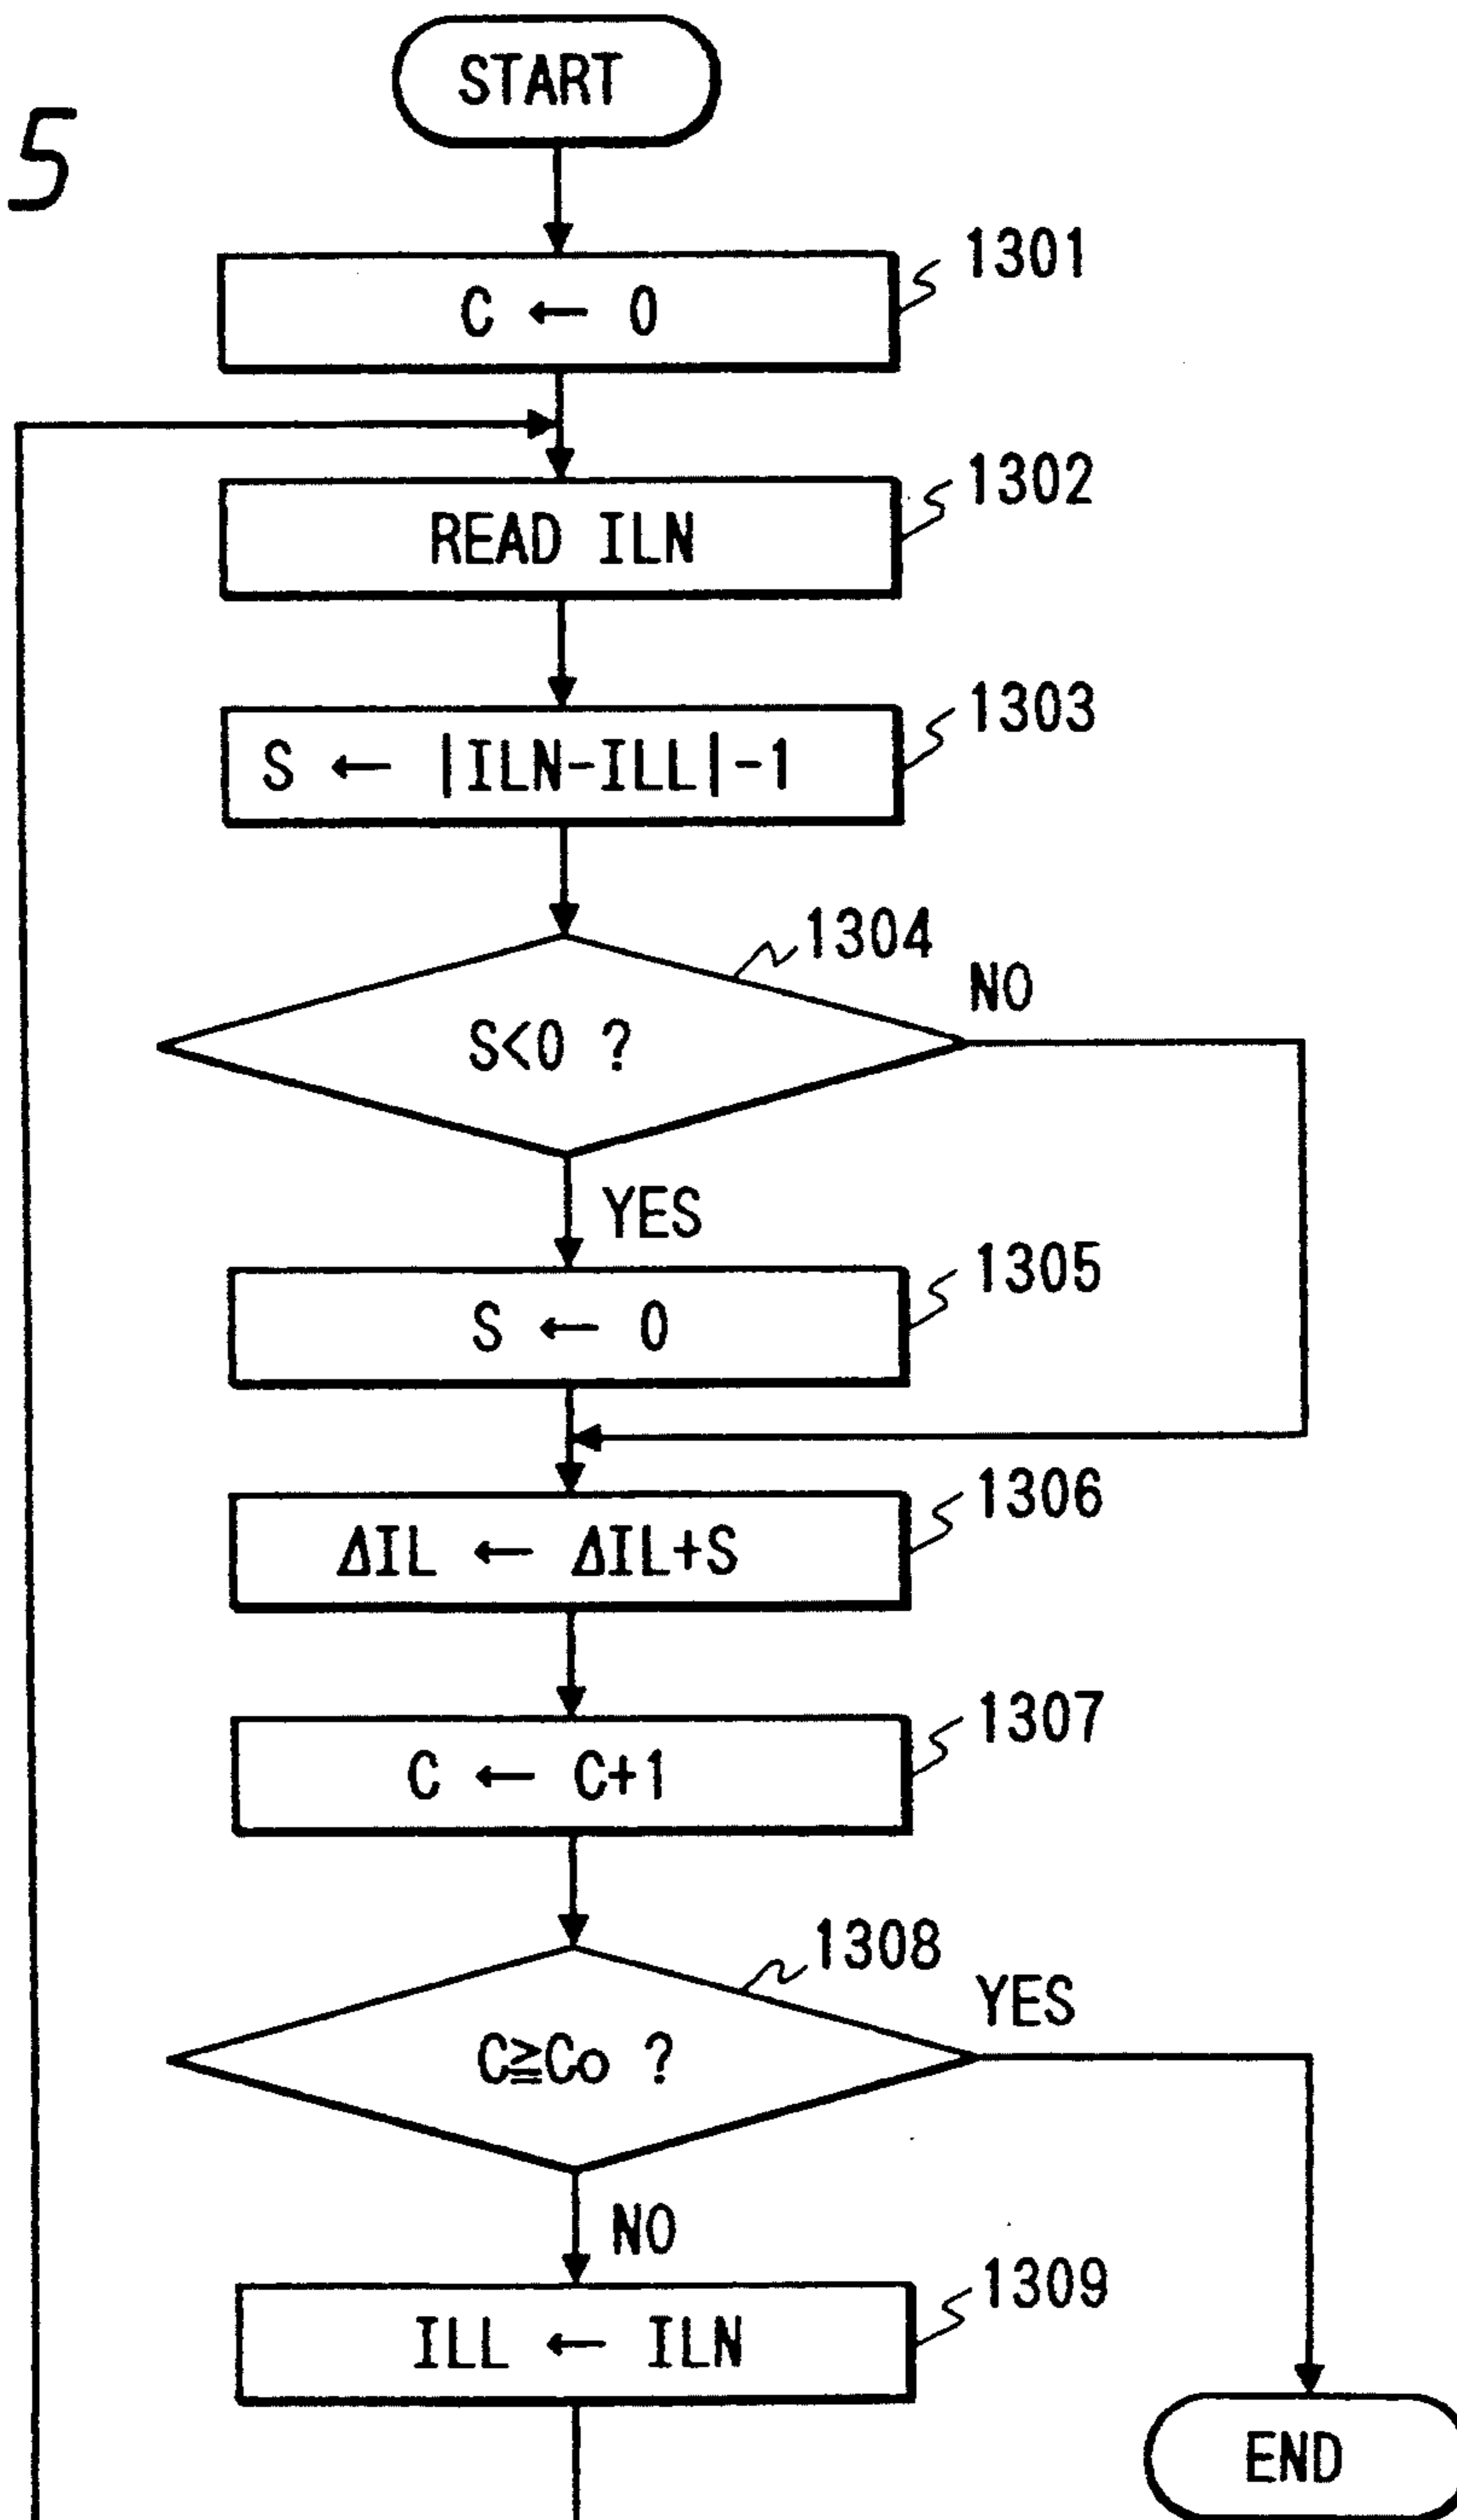 5
START
1301
C ← 0
1302
READ ILN
1303
S ← |ILN-ILL|-1
1304
NO
S<0 ?
YES
1305
S ← 0
1306
ΔIL ← ΔIL+S
1307
C ← C+1
1308
YES
C≧Co ?
NO
1309
ILL ← ILN
END